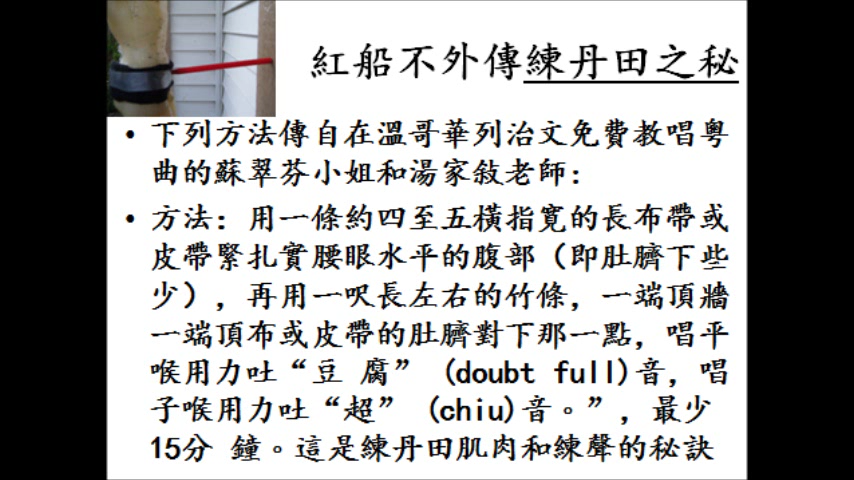 紅船不外傳練丹田之秘
• 下列方法傳自在溫哥華列治文免費教唱粵
曲的蘇翠芬小姐和湯家敍老師:
• 方法: 用一條約四至五橫指寬的長布帶或
皮帶緊扎實腰眼水平的腹部（即肚臍下些
少）, 再用一呎長左右的竹條, 一端頂牆
一端頂布或皮帶的肚臍對下那一點, 唱平
喉用力吐“豆 腐” (doubt full)音, 唱
子喉用力吐“超” (chiu)音。”, 最少
15分 鐘。這是練丹田肌肉和練聲的秘訣